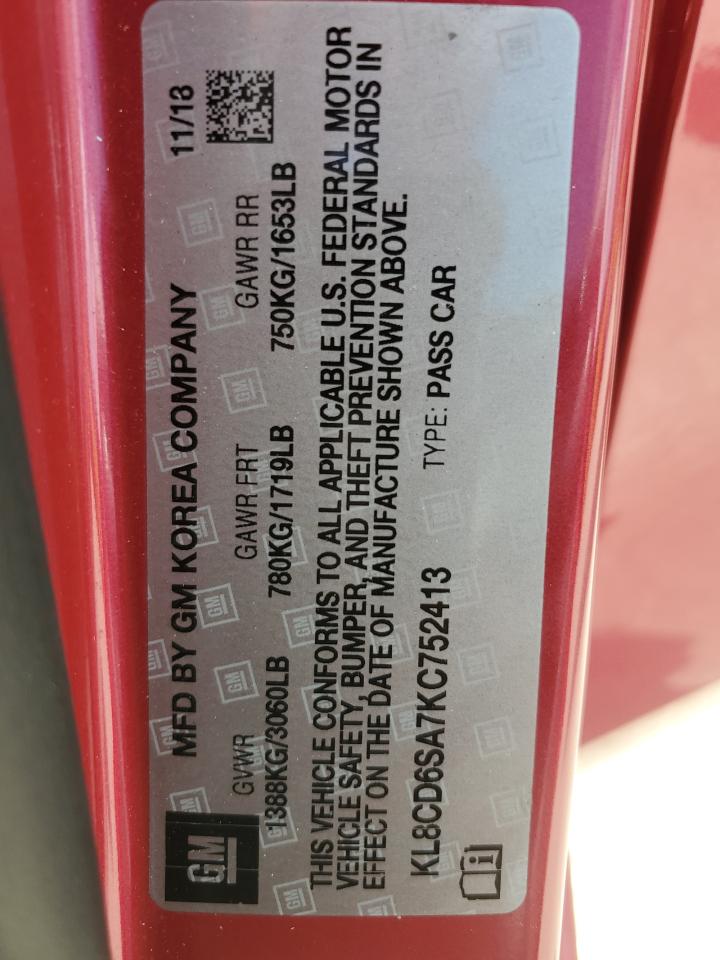 GM
MFD BY GM KOREA COMPANY 11/18
GVWR GAWR FRT GAWR RR
1388KG/3060LB 780KG/1719LB 750KG/1653LB
THIS VEHICLE CONFORMS TO ALL APPLICABLE U.S. FEDERAL MOTOR
VEHICLE SAFETY, BUMPER, AND THEFT PREVENTION STANDARDS IN
EFFECT ON THE DATE OF MANUFACTURE SHOWN ABOVE.
KL8CD6SA7KC752413 TYPE: PASS CAR